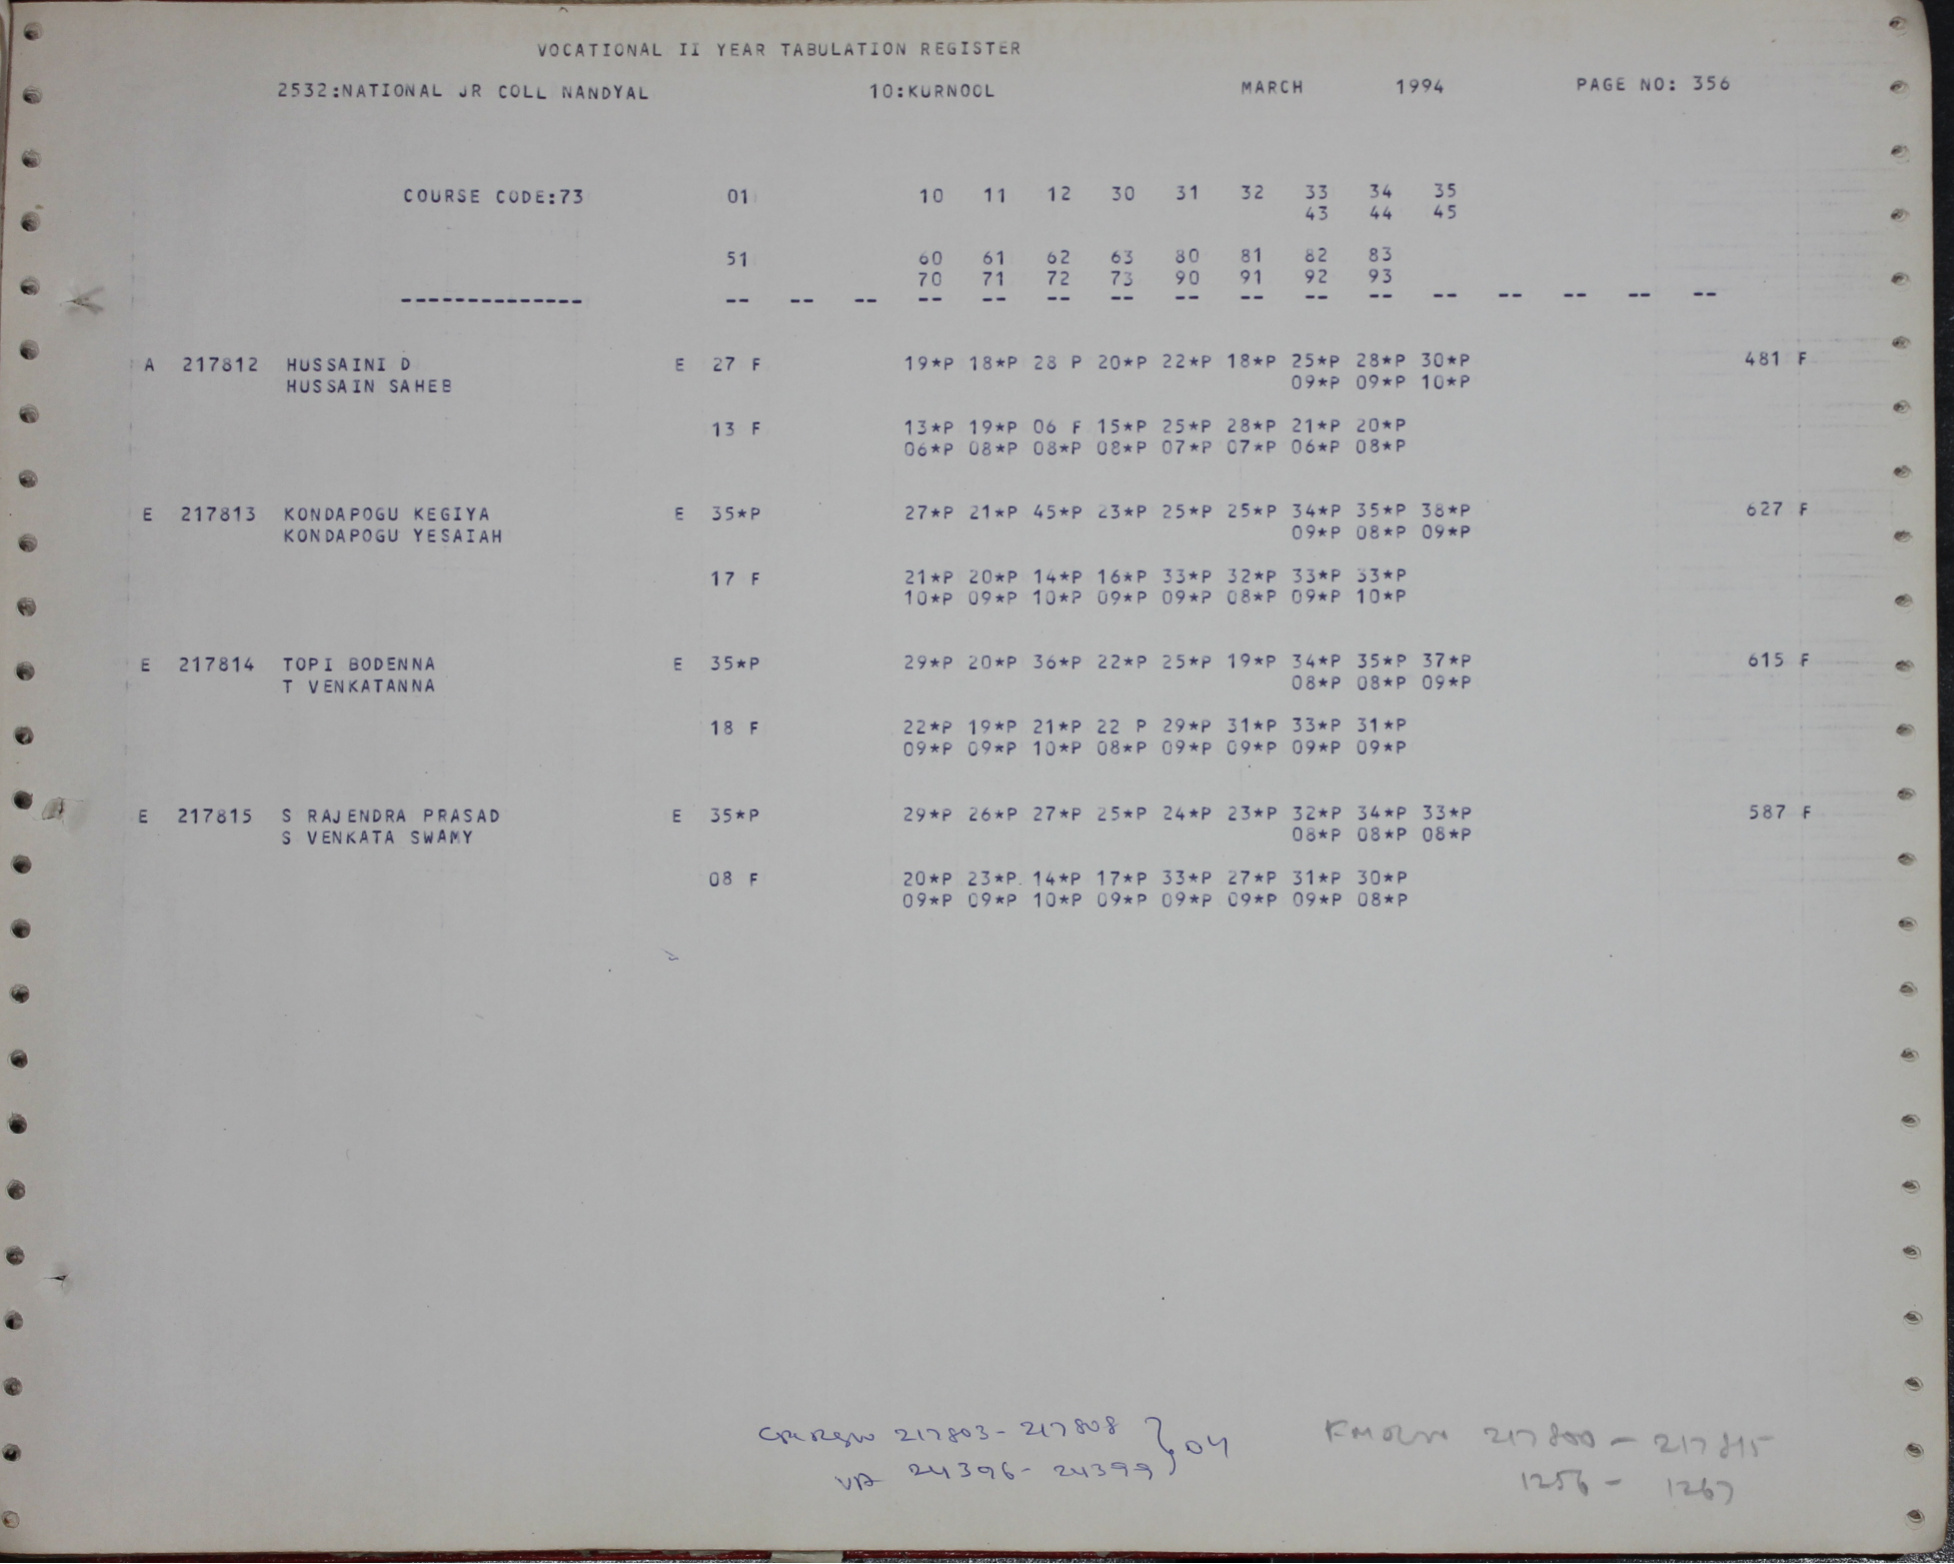 VOCATIONAL II YEAR TABULATION REGISTER
2532:NATIONAL JR COLL NANDYAL 10:KURNOOL MARCH 1994 PAGE NO: 356
COURSE CODE:73 01 10 11 12 30 31 32 33 34 35
43 44 45
51 60 61 62 63 80 81 82 83
70 71 72 73 90 91 92 93
-------------- -- -- -- -- -- -- -- -- -- -- -- -- -- -- -- --
A 217812 HUSSAINI D E 27 F 19*P 18*P 28 P 20*P 22*P 18*P 25*P 28*P 30*P 481 F
HUSSAIN SAHEB 09*P 09*P 10*P
13 F 13*P 19*P 06 F 15*P 25*P 28*P 21*P 20*P
06*P 08*P 08*P 08*P 07*P 07*P 06*P 08*P
E 217813 KONDAPOGU KEGIYA E 35*P 27*P 21*P 45*P 23*P 25*P 25*P 34*P 35*P 38*P 627 F
KONDAPOGU YESAIAH 09*P 08*P 09*P
17 F 21*P 20*P 14*P 16*P 33*P 32*P 33*P 33*P
10*P 09*P 10*P 09*P 09*P 08*P 09*P 10*P
E 217814 TOPI BODENNA E 35*P 29*P 20*P 36*P 22*P 25*P 19*P 34*P 35*P 37*P 615 F
T VENKATANNA 08*P 08*P 09*P
18 F 22*P 19*P 21*P 22 P 29*P 31*P 33*P 31*P
09*P 09*P 10*P 08*P 09*P 09*P 09*P 09*P
E 217815 S RAJENDRA PRASAD E 35*P 29*P 26*P 27*P 25*P 24*P 23*P 32*P 34*P 33*P 587 F
S VENKATA SWAMY 08*P 08*P 08*P
08 F 20*P 23*P 14*P 17*P 33*P 27*P 31*P 30*P
09*P 09*P 10*P 09*P 09*P 09*P 09*P 08*P
217803 - 217808
24396 - 24399 } 04
217800 - 217815
1256 - 1267